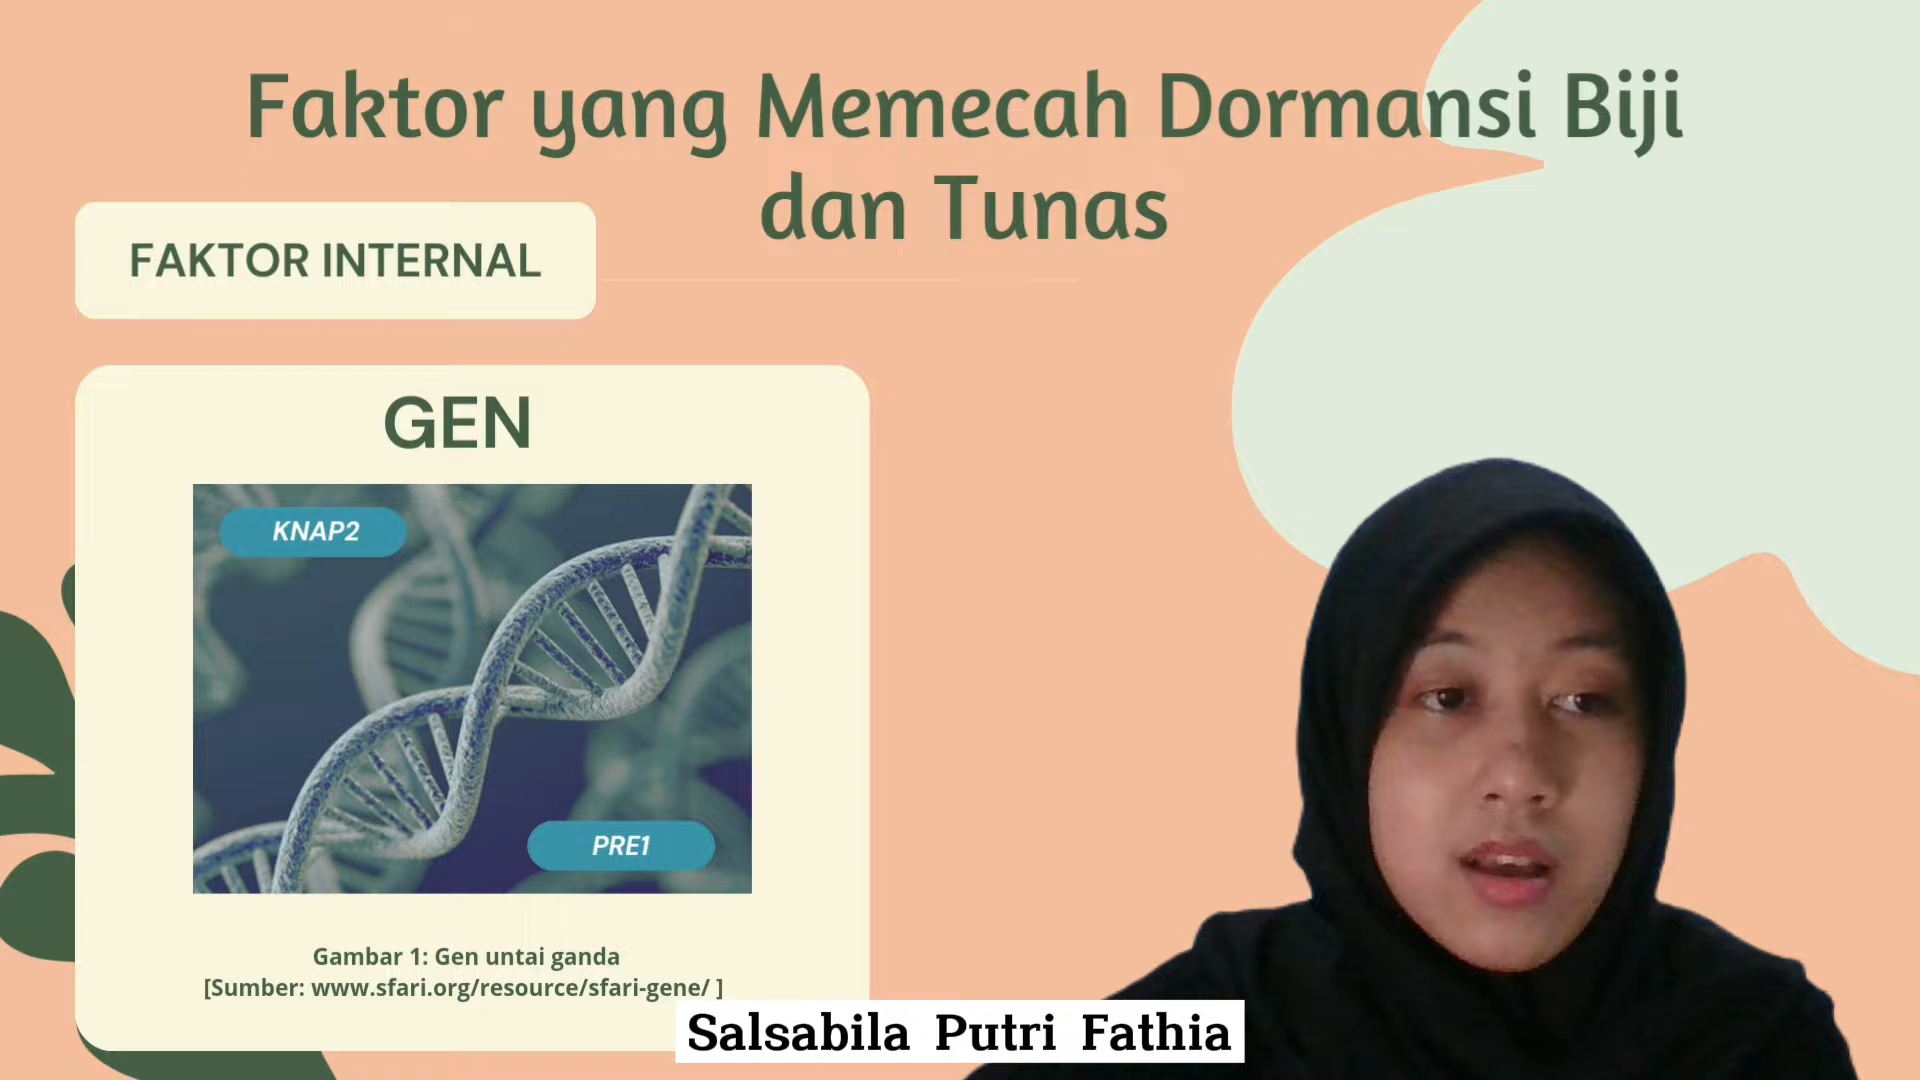 Faktor yang Memecah Dormansi Biji
dan Tunas
FAKTOR INTERNAL
GEN
KNAP2
PRE1
Gambar 1: Gen untai ganda
[Sumber: www.sfari.org/resource/sfari-gene/ ]
Salsabila Putri Fathia